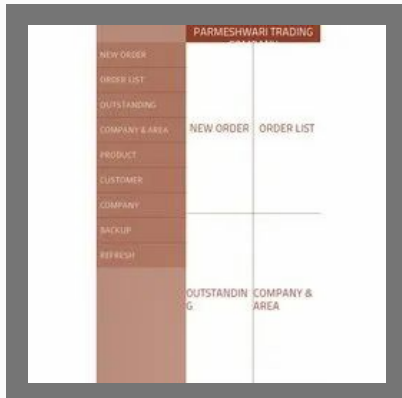 PARMESHWARI TRADING
COMPANY
NEW ORDER
ORDER LIST
OUTSTANDING
COMPANY & AREA
PRODUCT
CUSTOMER
COMPANY
BACKUP
REFRESH
NEW ORDER
ORDER LIST
OUTSTANDIN
G
COMPANY &
AREA